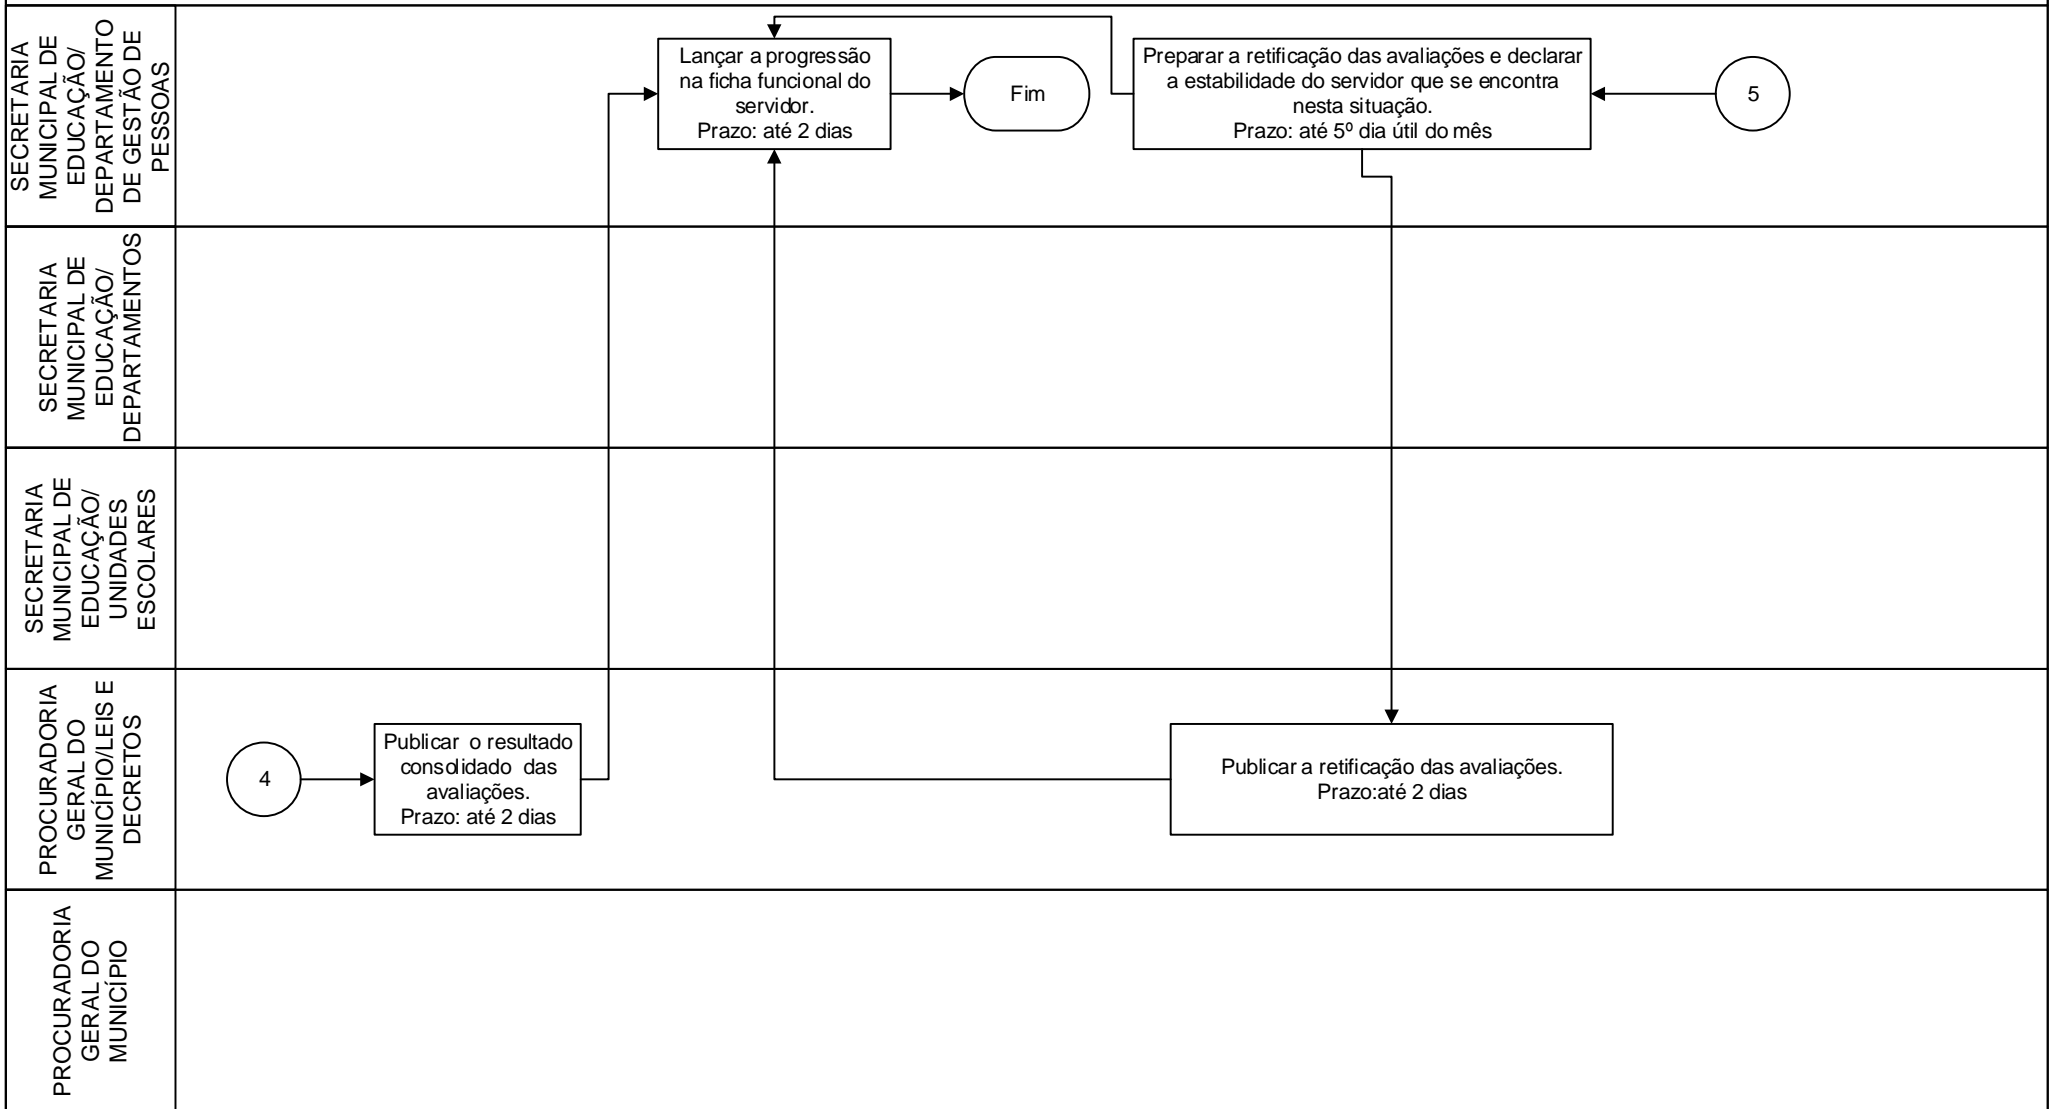 SECRETARIA
MUNICIPAL DE
EDUCAÇÃO/
DEPARTAMENTO
DE GESTÃO DE
PESSOAS
Lançar a progressão
na ficha funcional do
servidor.
Prazo: até 2 dias
Fim
Preparar a retificação das avaliações e declarar
a estabilidade do servidor que se encontra
nesta situação.
Prazo: até 5º dia útil do mês
5
SECRETARIA
MUNICIPAL DE
EDUCAÇÃO/
DEPARTAMENTOS
SECRETARIA
MUNICIPAL DE
EDUCAÇÃO/
UNIDADES
ESCOLARES
PROCURADORIA
GERAL DO
MUNICÍPIO/LEIS E
DECRETOS
4
Publicar o resultado
consolidado das
avaliações.
Prazo: até 2 dias
Publicar a retificação das avaliações.
Prazo:até 2 dias
PROCURADORIA
GERAL DO
MUNICÍPIO